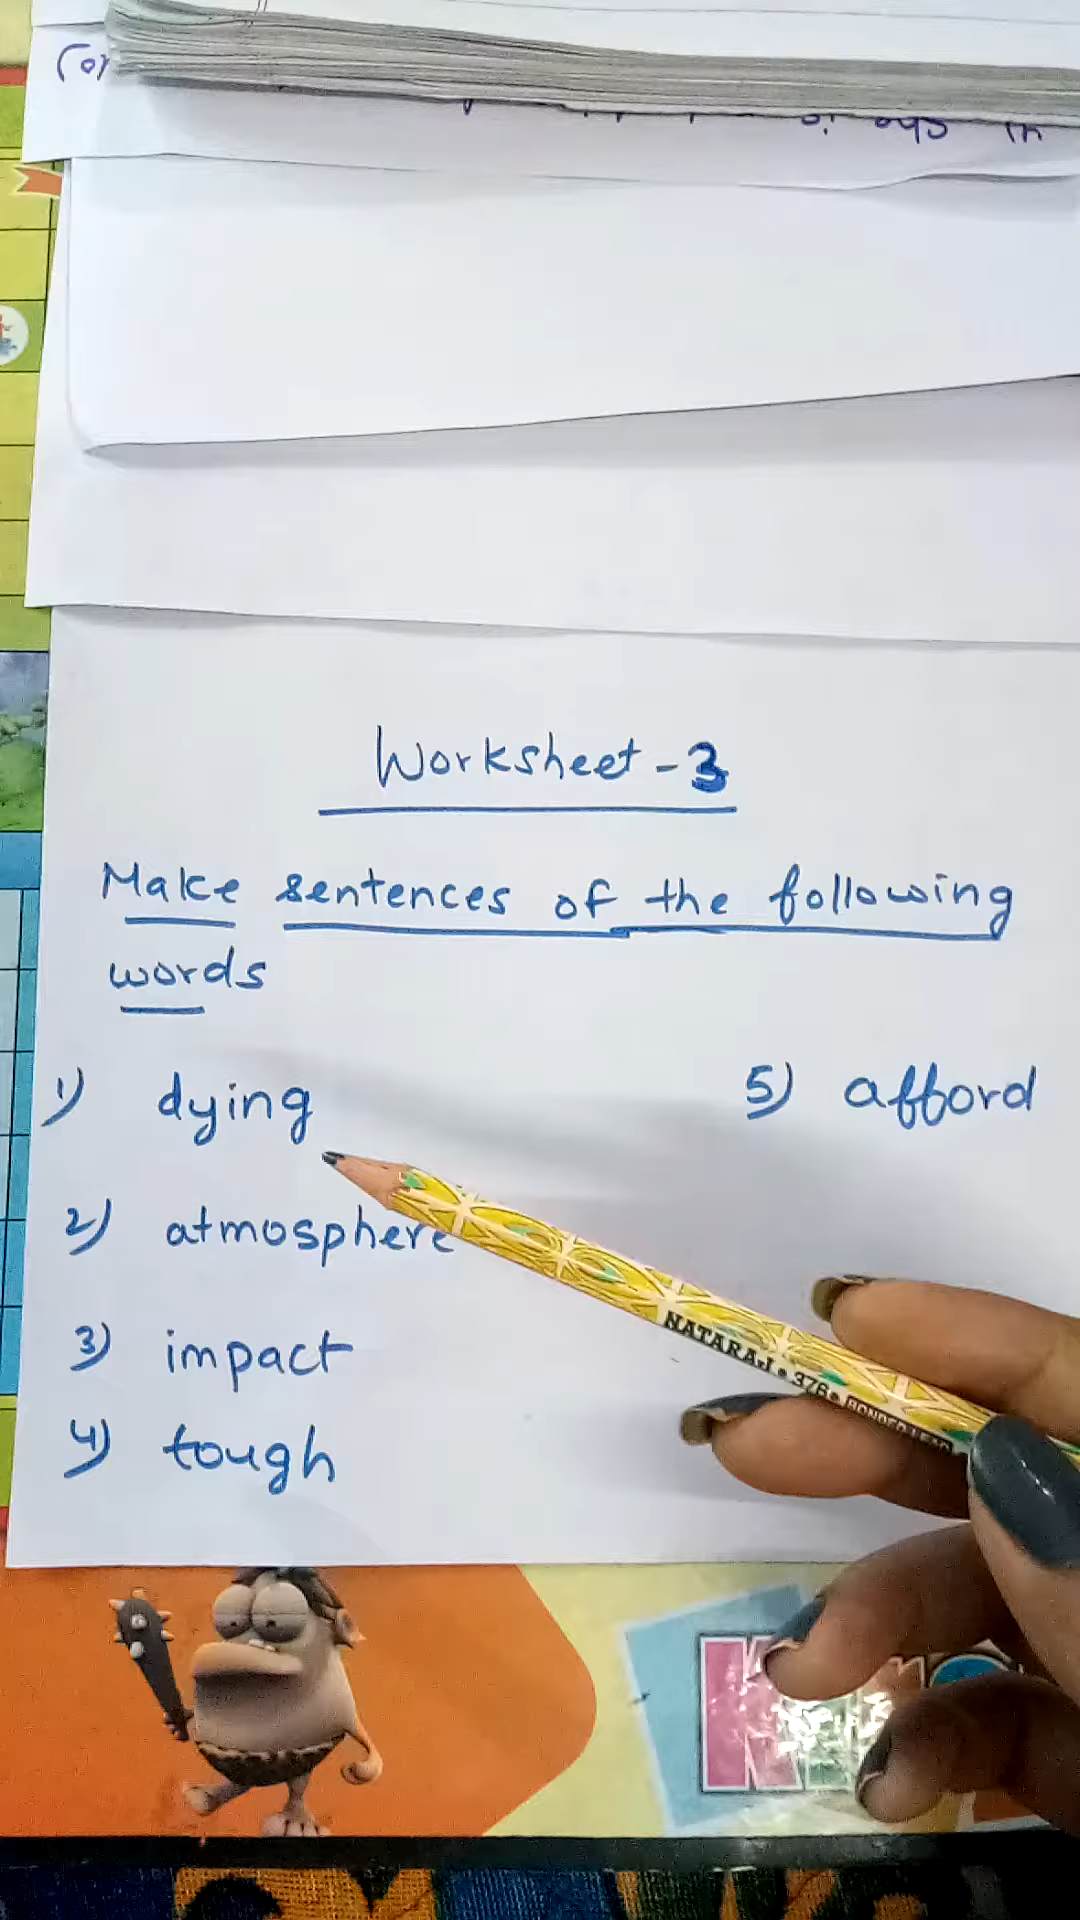 Worksheet - 3
Make sentences of the following
words
1) dying
5) afford
2) atmosphere
3) impact
4) tough
NATARAJ • 376 • BONDED LEAD